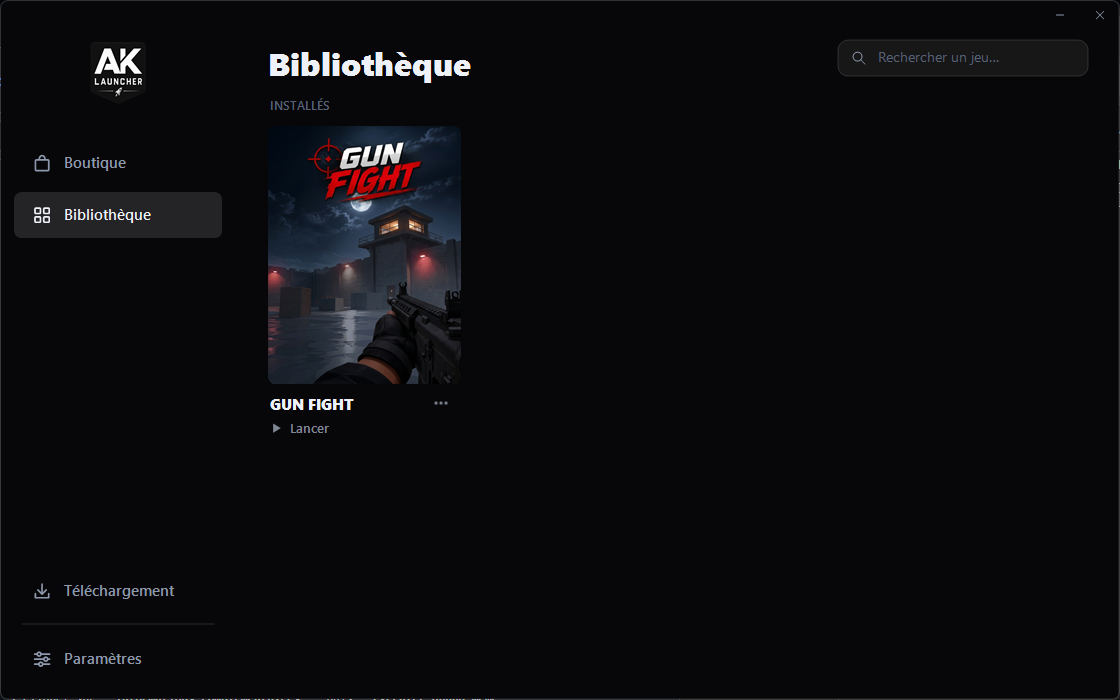 AK
LAUNCHER
Boutique
Bibliothèque
Téléchargement
Paramètres
Bibliothèque
Rechercher un jeu...
INSTALLÉS
GUN
FIGHT
GUN FIGHT
Lancer